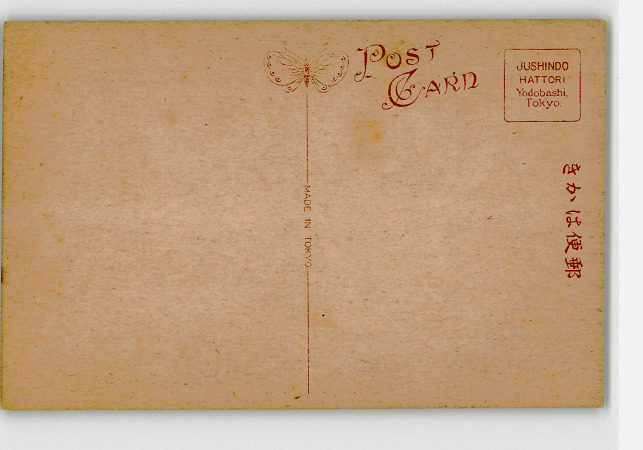 POST
CARD
JUSHINDO
HATTORI
Yodobashi,
Tokyo.
MADE IN TOKYO
きかは便郵